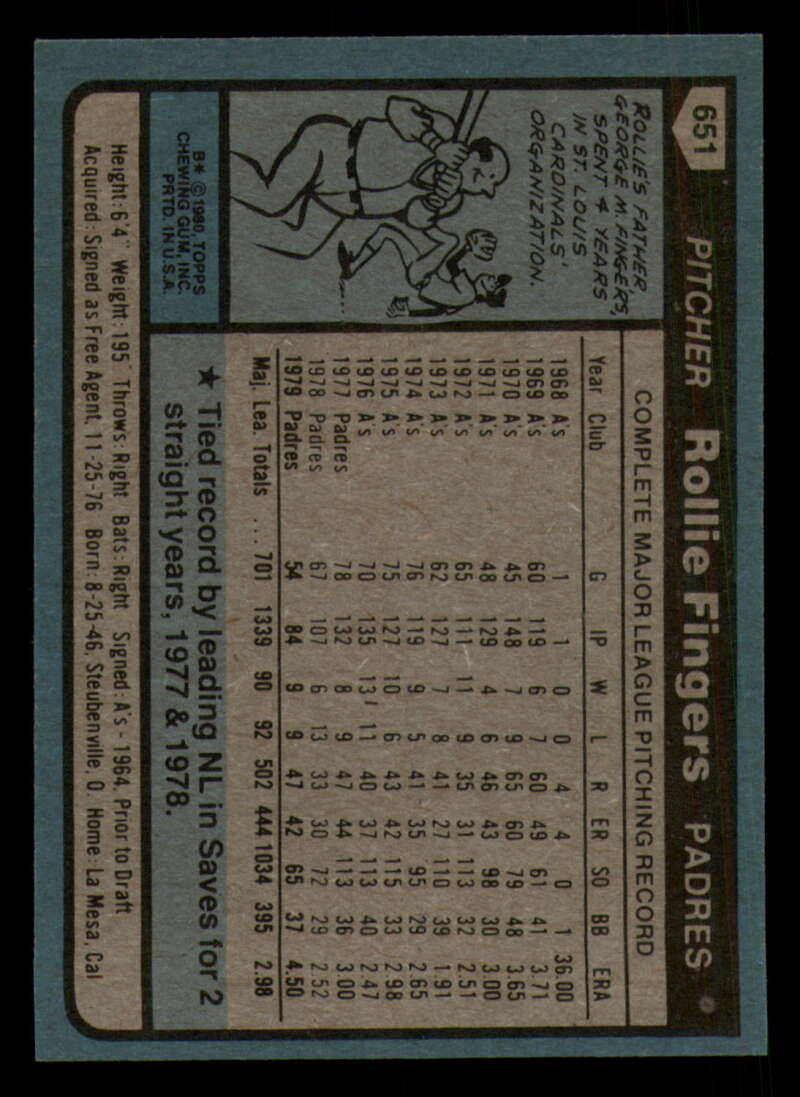 651 PITCHER Rollie Fingers PADRES
ROLLIE'S FATHER
GEORGE M. FINGERS,
SPENT 4 YEARS
IN ST. LOUIS
CARDINALS'
ORGANIZATION.
COMPLETE MAJOR LEAGUE PITCHING RECORD
Year Club G IP W L R ER SO BB ERA
1968 A's 1 1 0 0 4 4 0 1 36.00
1969 A's 60 119 6 7 60 49 61 41 3.71
1970 A's 45 148 7 9 65 60 79 48 3.65
1971 A's 48 129 4 6 46 43 98 30 3.00
1972 A's 65 111 11 9 35 31 113 32 2.51
1973 A's 62 127 7 8 41 27 110 39 1.91
1974 A's 76 119 9 5 41 35 95 29 2.65
1975 A's 75 127 10 6 43 42 115 33 2.98
1976 A's 70 135 13 11 40 37 113 40 2.47
1977 Padres 78 132 8 9 47 44 113 36 3.00
1978 Padres 67 107 6 13 33 30 72 29 2.52
1979 Padres 54 84 9 9 47 42 65 37 4.50
Maj. Lea. Totals ... 701 1339 90 92 502 444 1034 395 2.98
★ Tied record by leading NL in Saves for 2
straight years, 1977 & 1978.
B* © 1980 TOPPS
CHEWING GUM, INC.
PRTD. IN U.S.A.
Height: 6'4" Weight: 195 Throws: Right Bats: Right Signed: A's - 1964, Prior to Draft
Acquired: Signed as Free Agent, 11-25-76 Born: 8-25-46, Steubenville, O. Home: La Mesa, Cal